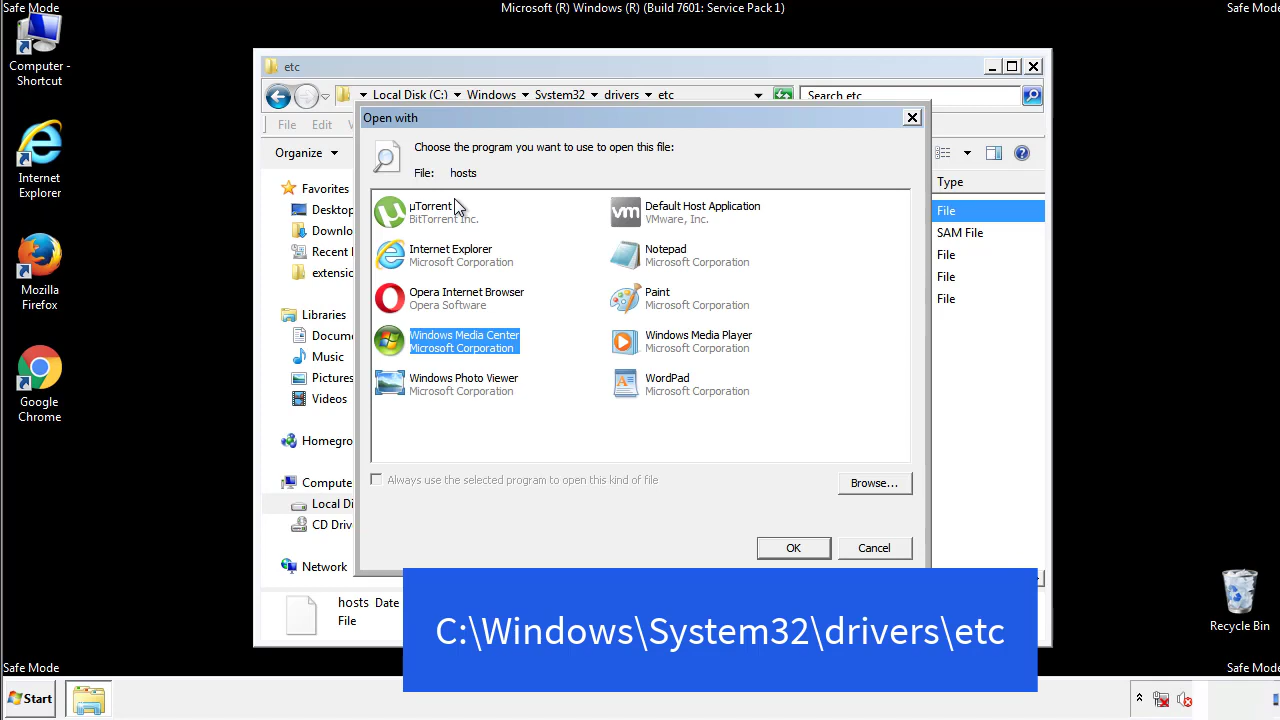 Safe Mode
Microsoft (R) Windows (R) (Build 7601: Service Pack 1)
Safe Mode
Computer -
Shortcut
Internet
Explorer
Mozilla
Firefox
Google
Chrome
Recycle Bin
etc
Local Disk (C:)
Windows
System32
drivers
etc
Search etc
File
Edit
Organize
Favorites
Desktop
Downlo
Recent
extensio
Libraries
Docum
Music
Pictures
Videos
Homegro
Compute
Local Di
CD Driv
Network
Type
File
SAM File
File
File
File
hosts Date
File
Open with
Choose the program you want to use to open this file:
File: hosts
µTorrent
BitTorrent Inc.
Default Host Application
VMware, Inc.
Internet Explorer
Microsoft Corporation
Notepad
Microsoft Corporation
Opera Internet Browser
Opera Software
Paint
Microsoft Corporation
Windows Media Center
Microsoft Corporation
Windows Media Player
Microsoft Corporation
Windows Photo Viewer
Microsoft Corporation
WordPad
Microsoft Corporation
Always use the selected program to open this kind of file
Browse...
OK
Cancel
C:\Windows\System32\drivers\etc
Safe Mode
Safe Mode
Start